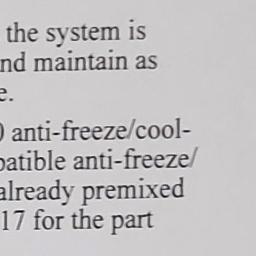 the system is
nd maintain as
e.
) anti-freeze/cool-
patible anti-freeze/
already premixed
17 for the part